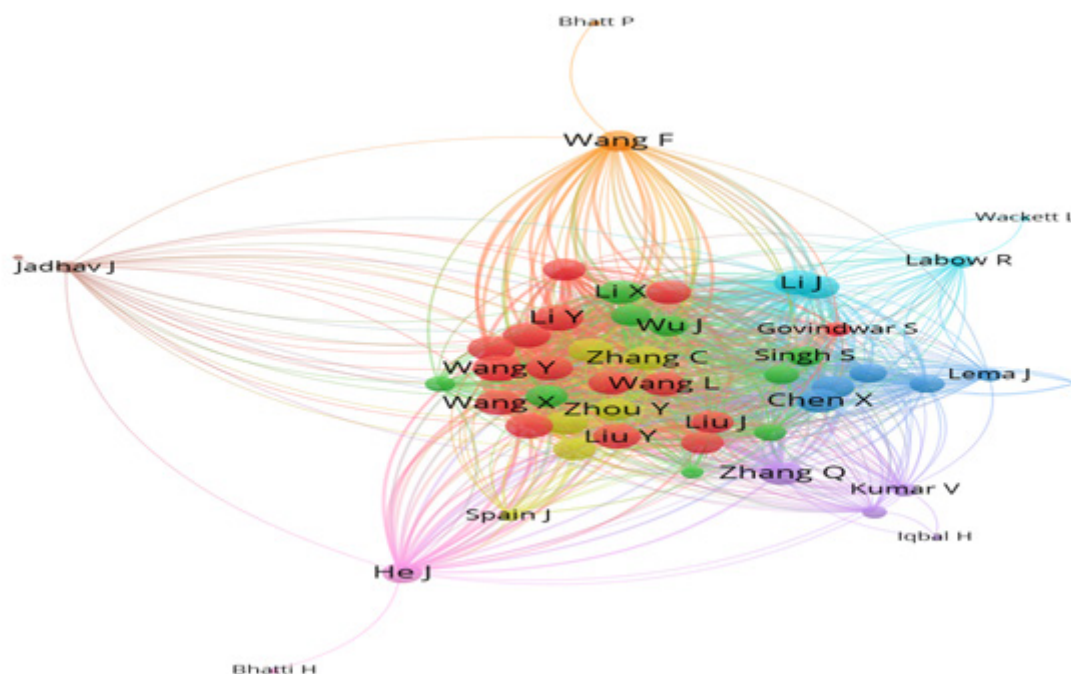 Bhatt P
Wang F
Wackett L
Jadhav J
Labow R
Li J
Li X
Li Y
Wu J
Govindwar S
Zhang C
Singh S
Wang Y
Wang L
Lema J
Wang X
Zhou Y
Chen X
Liu J
Liu Y
Zhang Q
Kumar V
Spain J
Iqbal H
He J
Bhatti H